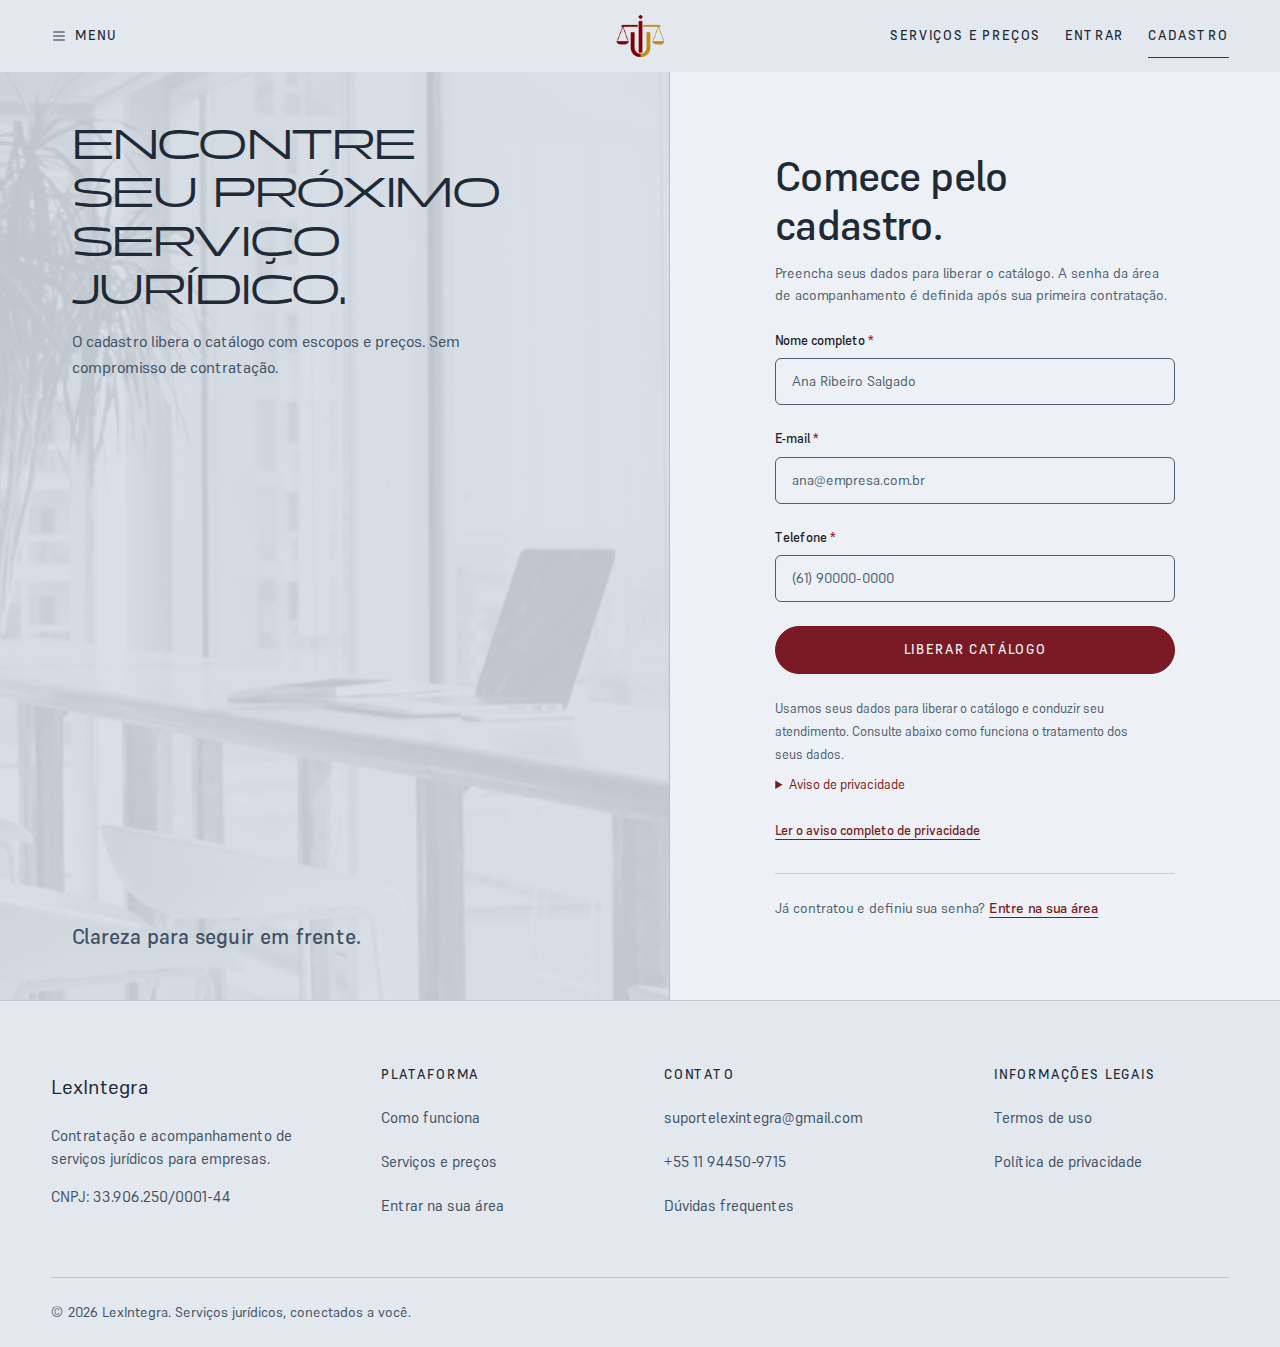 MENU
SERVIÇOS E PREÇOS
ENTRAR
CADASTRO
ENCONTRE
SEU PRÓXIMO
SERVIÇO
JURÍDICO.
O cadastro libera o catálogo com escopos e preços. Sem
compromisso de contratação.
Clareza para seguir em frente.
Comece pelo
cadastro.
Preencha seus dados para liberar o catálogo. A senha da área
de acompanhamento é definida após sua primeira contratação.
Nome completo *
Ana Ribeiro Salgado
E-mail *
ana@empresa.com.br
Telefone *
(61) 90000-0000
LIBERAR CATÁLOGO
Usamos seus dados para liberar o catálogo e conduzir seu
atendimento. Consulte abaixo como funciona o tratamento dos
seus dados.
Aviso de privacidade
Ler o aviso completo de privacidade
Já contratou e definiu sua senha? Entre na sua área
LexIntegra
Contratação e acompanhamento de
serviços jurídicos para empresas.
CNPJ: 33.906.250/0001-44
PLATAFORMA
Como funciona
Serviços e preços
Entrar na sua área
CONTATO
suportelexintegra@gmail.com
+55 11 94450-9715
Dúvidas frequentes
INFORMAÇÕES LEGAIS
Termos de uso
Política de privacidade
© 2026 LexIntegra. Serviços jurídicos, conectados a você.